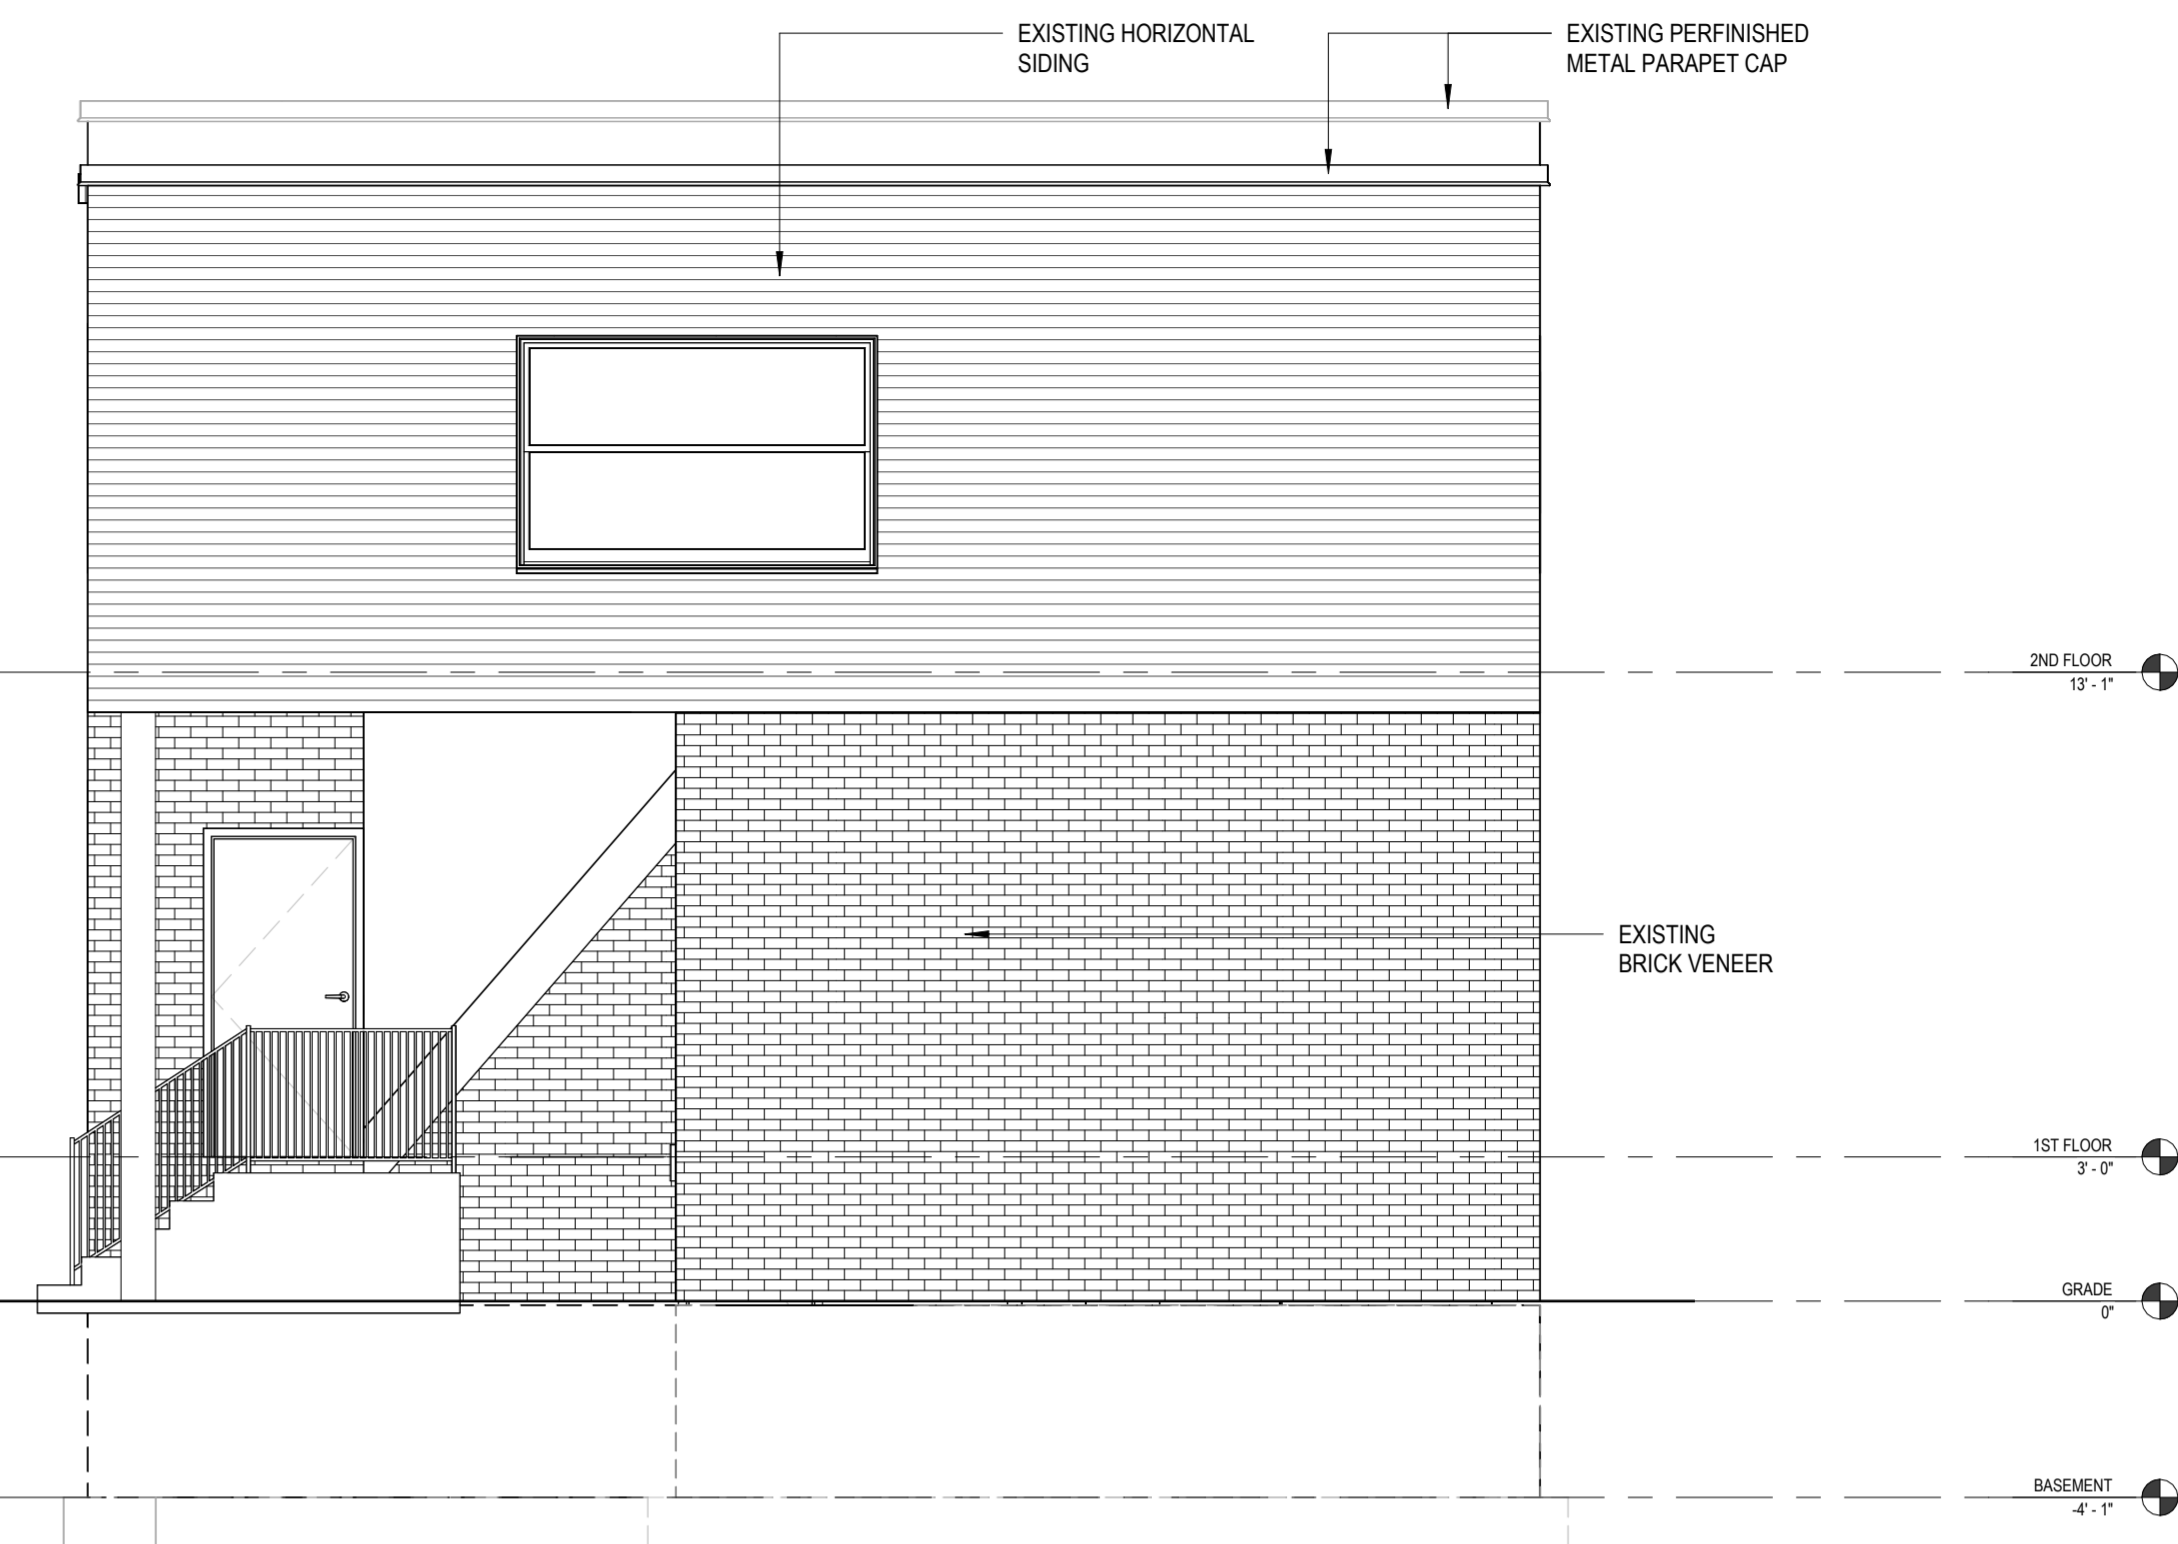 EXISTING HORIZONTAL
SIDING
EXISTING PERFINISHED
METAL PARAPET CAP
2ND FLOOR
13' - 1"
EXISTING
BRICK VENEER
1ST FLOOR
3' - 0"
GRADE
0"
BASEMENT
-4' - 1"